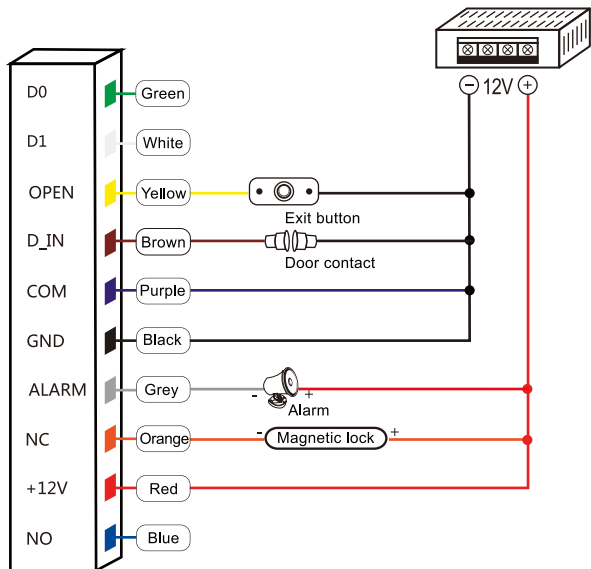 − 12V +
D0 Green
D1 White
OPEN Yellow
Exit button
D_IN Brown
Door contact
COM Purple
GND Black
ALARM Grey - +
Alarm
NC Orange - Magnetic lock +
+12V Red
NO Blue